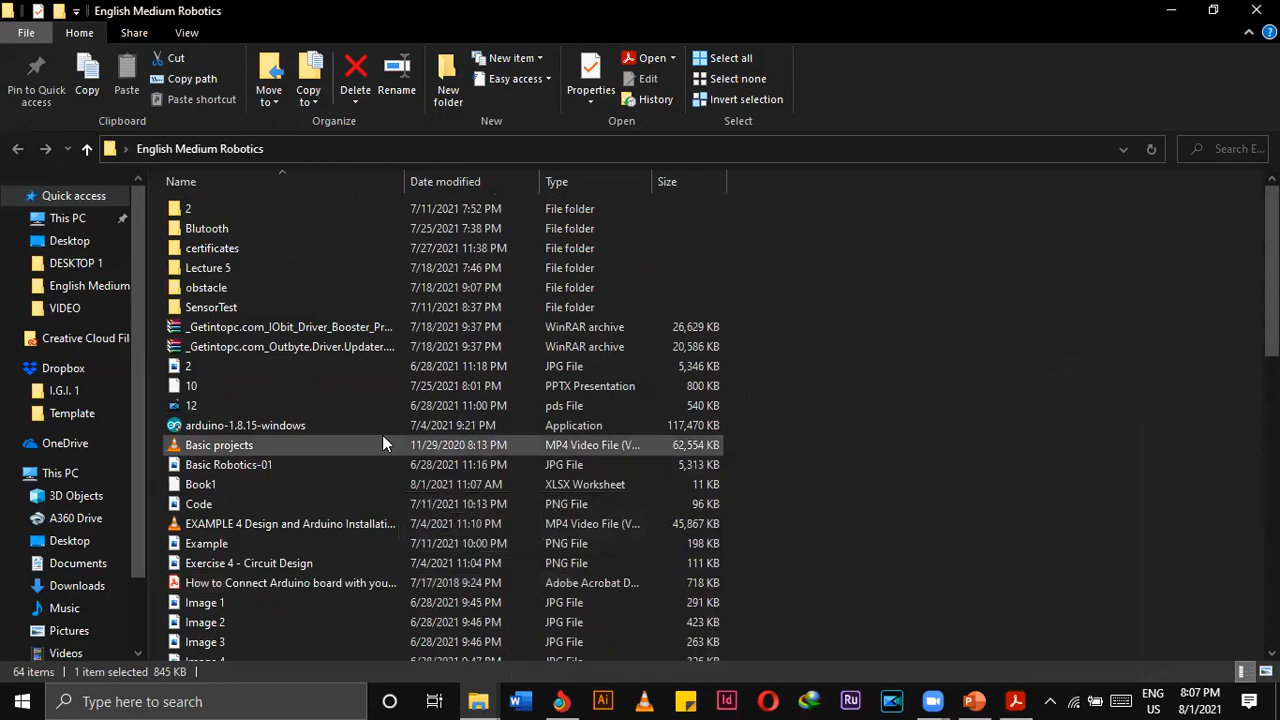 English Medium Robotics
File Home Share View
Pin to Quick access
Copy
Paste
Cut
Copy path
Paste shortcut
Clipboard
Move to
Copy to
Delete
Rename
Organize
New folder
New item
Easy access
New
Properties
Open
Edit
History
Open
Select all
Select none
Invert selection
Select
English Medium Robotics
Search E...
Quick access
This PC
Desktop
DESKTOP 1
English Medium
VIDEO
Creative Cloud Fil
Dropbox
I.G.I. 1
Template
OneDrive
This PC
3D Objects
A360 Drive
Desktop
Documents
Downloads
Music
Pictures
Videos
Name Date modified Type Size
2 7/11/2021 7:52 PM File folder
Blutooth 7/25/2021 7:38 PM File folder
certificates 7/27/2021 11:38 PM File folder
Lecture 5 7/18/2021 7:46 PM File folder
obstacle 7/18/2021 9:07 PM File folder
SensorTest 7/11/2021 8:37 PM File folder
_Getintopc.com_IObit_Driver_Booster_Pr... 7/18/2021 9:37 PM WinRAR archive 26,629 KB
_Getintopc.com_Outbyte.Driver.Updater.... 7/18/2021 9:37 PM WinRAR archive 20,586 KB
2 6/28/2021 11:18 PM JPG File 5,346 KB
10 7/25/2021 8:01 PM PPTX Presentation 800 KB
12 6/28/2021 11:00 PM pds File 540 KB
arduino-1.8.15-windows 7/4/2021 9:21 PM Application 117,470 KB
Basic projects 11/29/2020 8:13 PM MP4 Video File (V... 62,554 KB
Basic Robotics-01 6/28/2021 11:16 PM JPG File 5,313 KB
Book1 8/1/2021 11:07 AM XLSX Worksheet 11 KB
Code 7/11/2021 10:13 PM PNG File 96 KB
EXAMPLE 4 Design and Arduino Installati... 7/4/2021 11:10 PM MP4 Video File (V... 45,867 KB
Example 7/11/2021 10:00 PM PNG File 198 KB
Exercise 4 - Circuit Design 7/4/2021 11:04 PM PNG File 111 KB
How to Connect Arduino board with you... 7/17/2018 9:24 PM Adobe Acrobat D... 718 KB
Image 1 6/28/2021 9:45 PM JPG File 291 KB
Image 2 6/28/2021 9:46 PM JPG File 423 KB
Image 3 6/28/2021 9:46 PM JPG File 263 KB
64 items 1 item selected 845 KB
Type here to search
Ai
Id
Ru
ENG
US
8:07 PM
8/1/2021